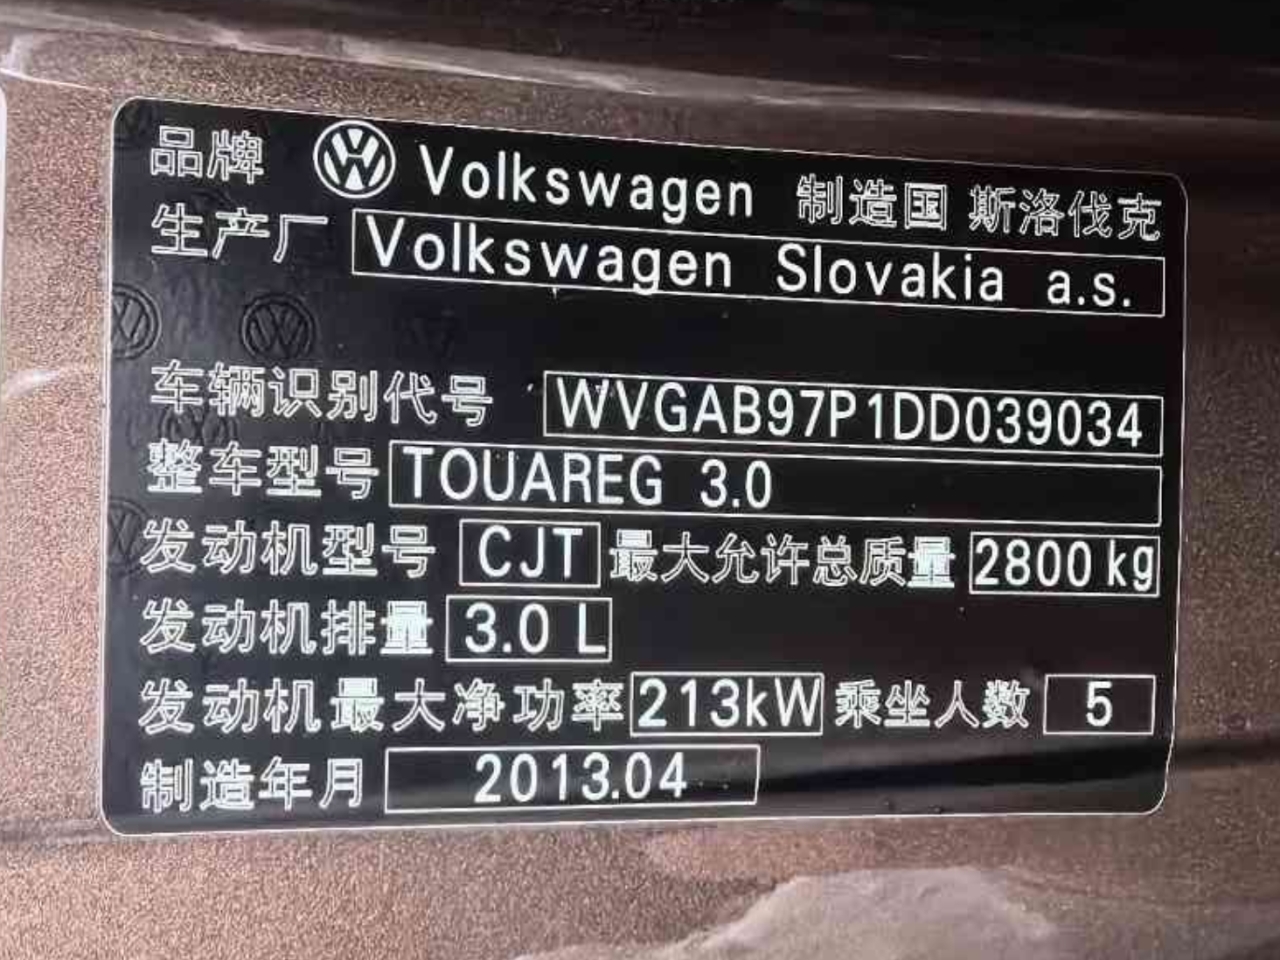 品牌 Volkswagen 制造国 斯洛伐克
生产厂 Volkswagen Slovakia a.s.
车辆识别代号 WVGAB97P1DD039034
整车型号 TOUAREG 3.0
发动机型号 CJT 最大允许总质量 2800 kg
发动机排量 3.0 L
发动机最大净功率 213kW 乘坐人数 5
制造年月 2013.04